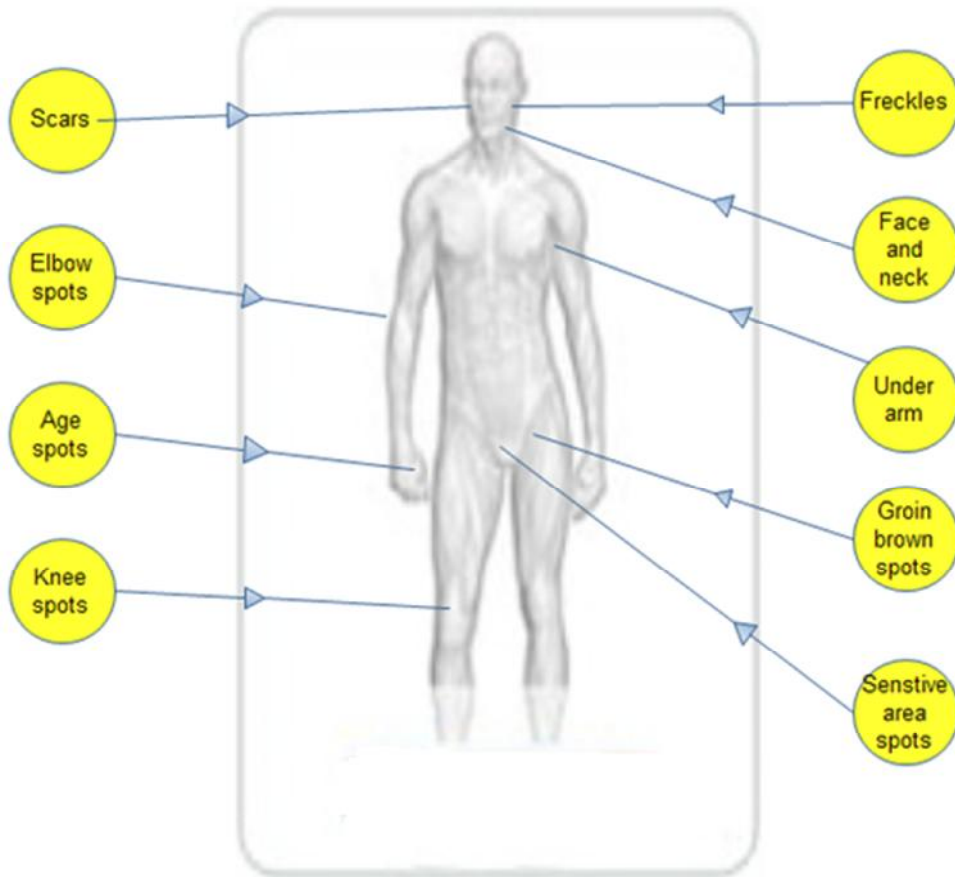 Scars
Elbow
spots
Age
spots
Knee
spots
Freckles
Face
and
neck
Under
arm
Groin
brown
spots
Senstive
area
spots